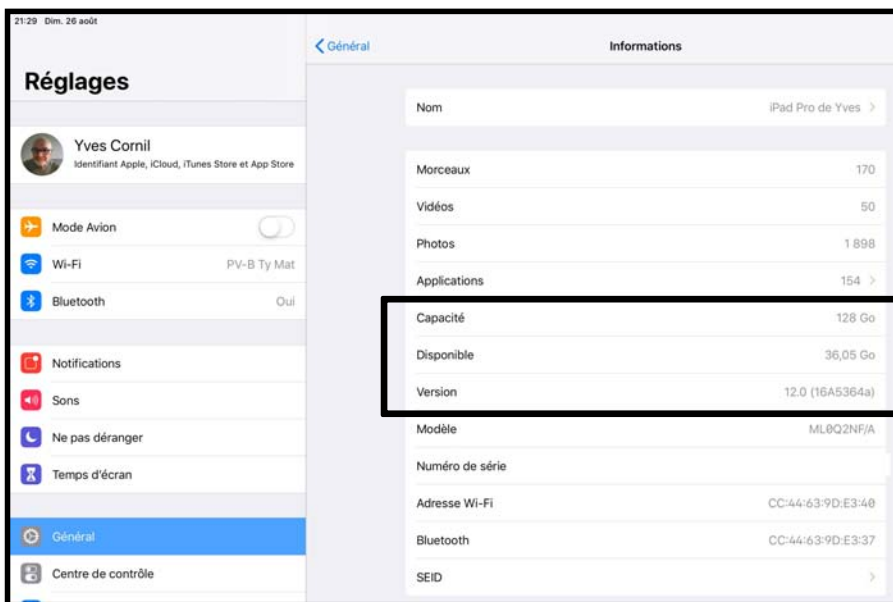 21:29 Dim. 26 août
Réglages
Yves Cornil
Identifiant Apple, iCloud, iTunes Store et App Store
Mode Avion
Wi-Fi PV-B Ty Mat
Bluetooth Oui
Notifications
Sons
Ne pas déranger
Temps d'écran
Général
Centre de contrôle
Général
Informations
Nom iPad Pro de Yves
Morceaux 170
Vidéos 50
Photos 1 898
Applications 154
Capacité 128 Go
Disponible 36,05 Go
Version 12.0 (16A5364a)
Modèle ML0Q2NF/A
Numéro de série
Adresse Wi-Fi CC:44:63:9D:E3:40
Bluetooth CC:44:63:9D:E3:37
SEID